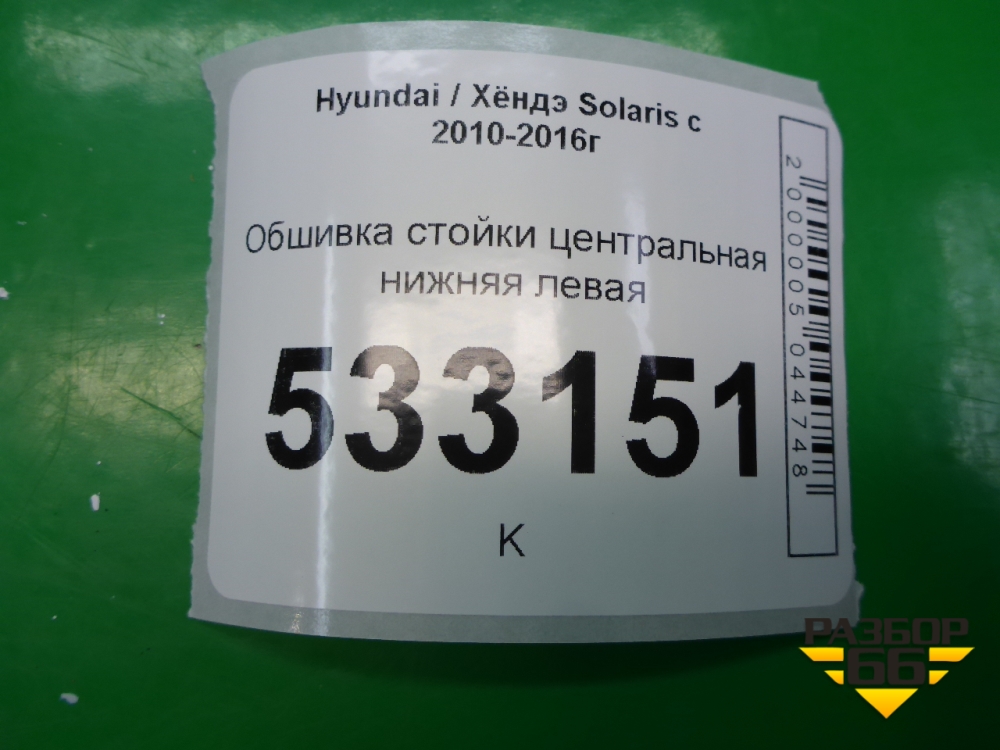 Hyundai / Хёндэ Solaris с
2010-2016г
Обшивка стойки центральная
нижняя левая
533151
К
2000005044748
РАЗБОР
66